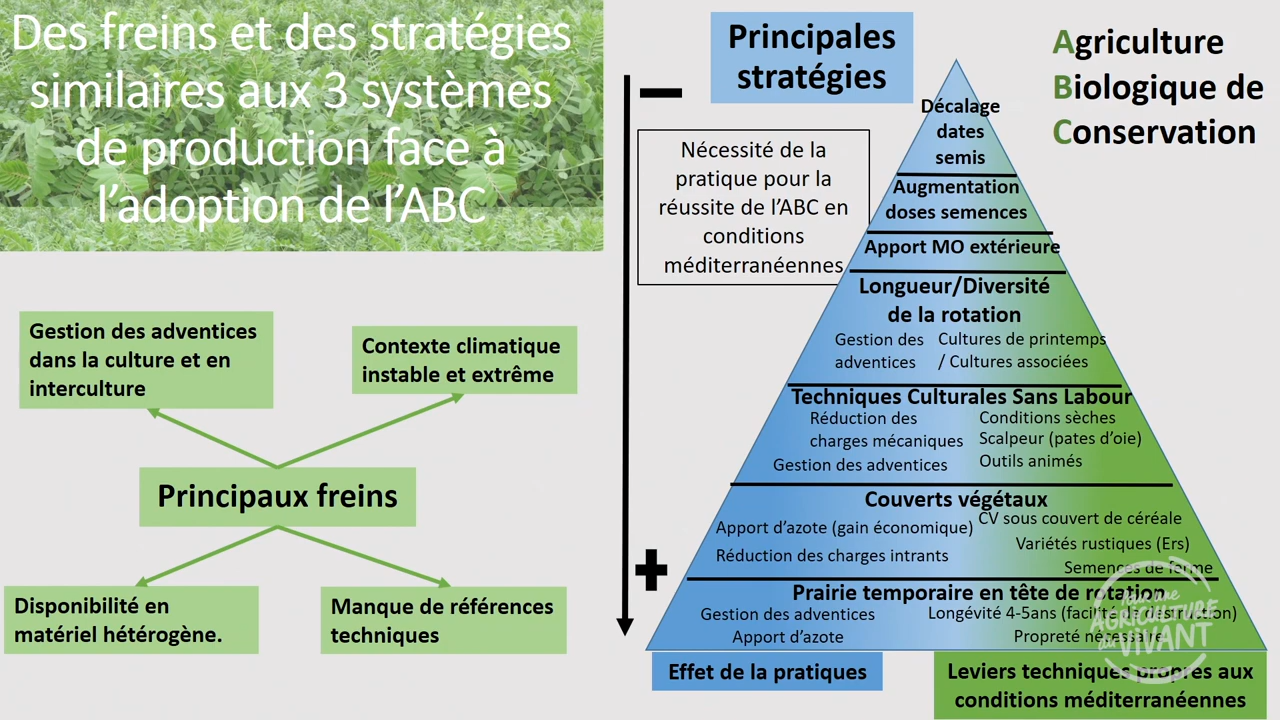 Des freins et des stratégies
similaires aux 3 systèmes
de production face à
l’adoption de l’ABC
Gestion des adventices
dans la culture et en
interculture
Contexte climatique
instable et extrême
Principaux freins
Disponibilité en
matériel hétérogène.
Manque de références
techniques
Principales
stratégies
Agriculture
Biologique de
Conservation
Nécessité de la
pratique pour la
réussite de l’ABC en
conditions
méditerranéennes
Décalage
dates
semis
Augmentation
doses semences
Apport MO extérieure
Longueur/Diversité
de la rotation
Gestion des
adventices
Cultures de printemps
/ Cultures associées
Techniques Culturales Sans Labour
Réduction des
charges mécaniques
Gestion des adventices
Conditions sèches
Scalpeur (pates d’oie)
Outils animés
Couverts végétaux
Apport d’azote (gain économique)
Réduction des charges intrants
CV sous couvert de céréale
Variétés rustiques (Ers)
Semences de ferme
Prairie temporaire en tête de rotation
Gestion des adventices
Apport d’azote
Longévité 4-5ans (facilité de destruction)
Propreté nécessaire
Effet de la pratiques
Leviers techniques propres aux
conditions méditerranéennes
Pour une
AGRICULTURE
du VIVANT